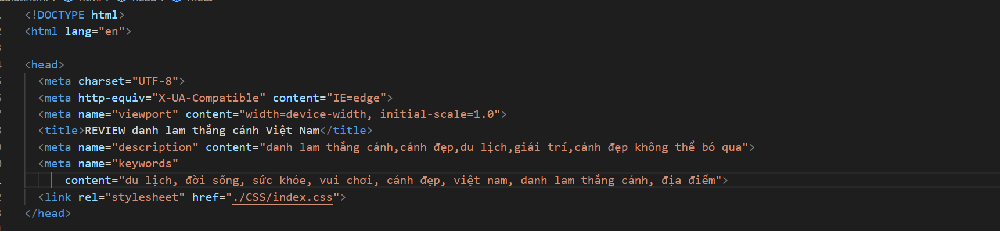 html > head > meta
<!DOCTYPE html>
<html lang="en">
<head>
<meta charset="UTF-8">
<meta http-equiv="X-UA-Compatible" content="IE=edge">
<meta name="viewport" content="width=device-width, initial-scale=1.0">
<title>REVIEW danh lam thắng cảnh Việt Nam</title>
<meta name="description" content="danh lam thắng cảnh,cảnh đẹp,du lịch,giải trí,cảnh đẹp không thể bỏ qua">
<meta name="keywords"
content="du lịch, đời sống, sức khỏe, vui chơi, cảnh đẹp, việt nam, danh lam thắng cảnh, địa điểm">
<link rel="stylesheet" href="./CSS/index.css">
</head>